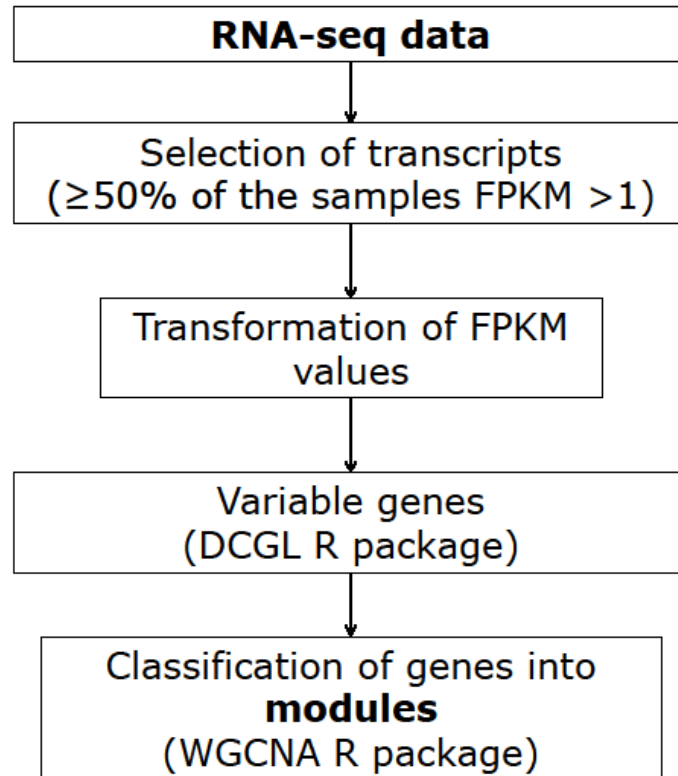 RNA-seq data
Selection of transcripts
(≥50% of the samples FPKM >1)
Transformation of FPKM
values
Variable genes
(DCGL R package)
Classification of genes into
modules
(WGCNA R package)